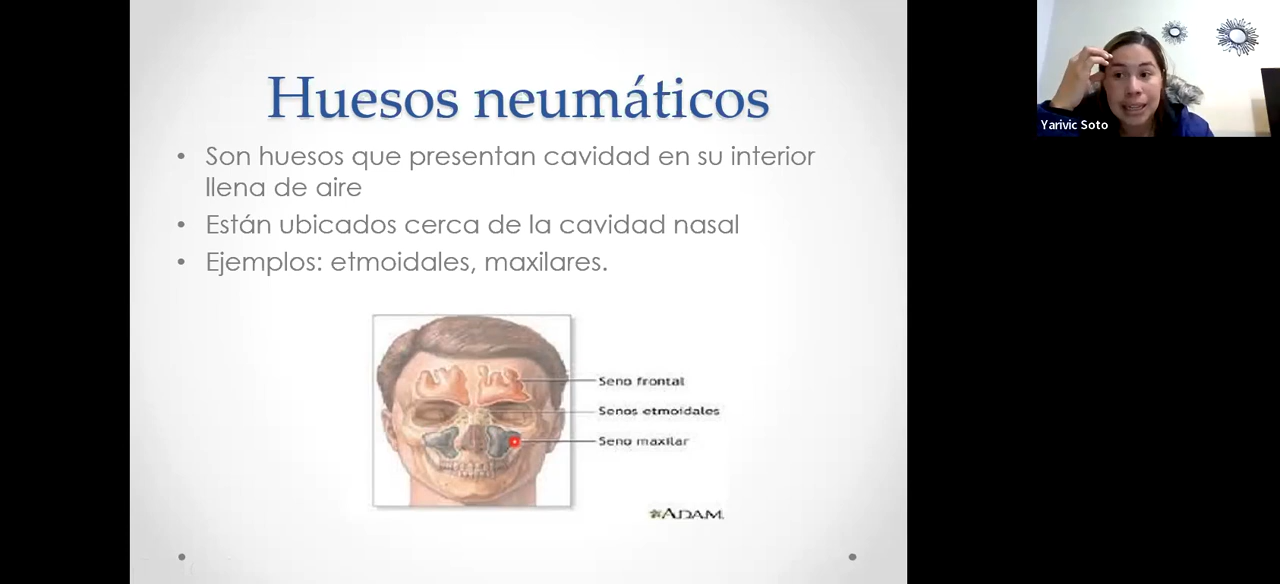 Huesos neumáticos
• Son huesos que presentan cavidad en su interior
llena de aire
• Están ubicados cerca de la cavidad nasal
• Ejemplos: etmoidales, maxilares.
Seno frontal
Senos etmoidales
Seno maxilar
ADAM.
Yarivic Soto